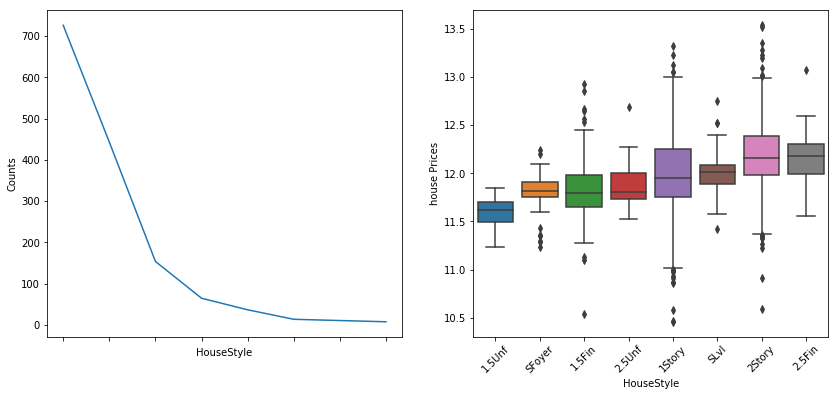 700
600
500
400
300
200
100
0
Counts
HouseStyle
13.5
13.0
12.5
12.0
11.5
11.0
10.5
house Prices
1.5Unf
SFoyer
1.5Fin
2.5Unf
1Story
SLvl
2Story
2.5Fin
HouseStyle